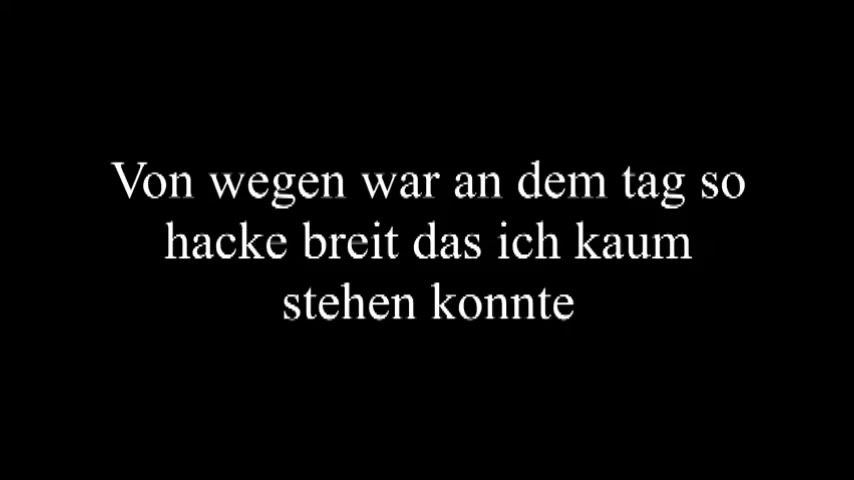 Von wegen war an dem tag so
hacke breit das ich kaum
stehen konnte